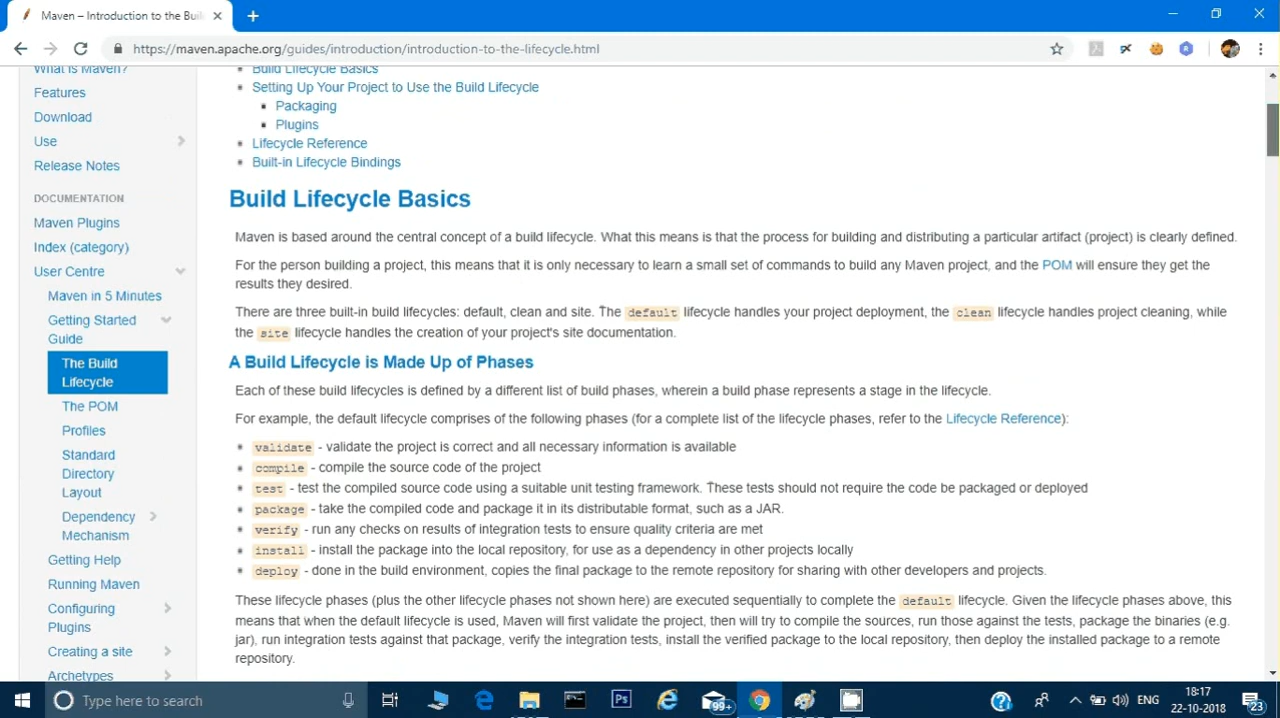 Maven – Introduction to the Bui
https://maven.apache.org/guides/introduction/introduction-to-the-lifecycle.html
What is Maven?
Features
Download
Use
Release Notes
DOCUMENTATION
Maven Plugins
Index (category)
User Centre
Maven in 5 Minutes
Getting Started
Guide
The Build
Lifecycle
The POM
Profiles
Standard
Directory
Layout
Dependency
Mechanism
Getting Help
Running Maven
Configuring
Plugins
Creating a site
Archetypes
Build Lifecycle Basics
Setting Up Your Project to Use the Build Lifecycle
Packaging
Plugins
Lifecycle Reference
Built-in Lifecycle Bindings
Build Lifecycle Basics
Maven is based around the central concept of a build lifecycle. What this means is that the process for building and distributing a particular artifact (project) is clearly defined.
For the person building a project, this means that it is only necessary to learn a small set of commands to build any Maven project, and the POM will ensure they get the
results they desired.
There are three built-in build lifecycles: default, clean and site. The default lifecycle handles your project deployment, the clean lifecycle handles project cleaning, while
the site lifecycle handles the creation of your project's site documentation.
A Build Lifecycle is Made Up of Phases
Each of these build lifecycles is defined by a different list of build phases, wherein a build phase represents a stage in the lifecycle.
For example, the default lifecycle comprises of the following phases (for a complete list of the lifecycle phases, refer to the Lifecycle Reference):
validate - validate the project is correct and all necessary information is available
compile - compile the source code of the project
test - test the compiled source code using a suitable unit testing framework. These tests should not require the code be packaged or deployed
package - take the compiled code and package it in its distributable format, such as a JAR.
verify - run any checks on results of integration tests to ensure quality criteria are met
install - install the package into the local repository, for use as a dependency in other projects locally
deploy - done in the build environment, copies the final package to the remote repository for sharing with other developers and projects.
These lifecycle phases (plus the other lifecycle phases not shown here) are executed sequentially to complete the default lifecycle. Given the lifecycle phases above, this
means that when the default lifecycle is used, Maven will first validate the project, then will try to compile the sources, run those against the tests, package the binaries (e.g.
jar), run integration tests against that package, verify the integration tests, install the verified package to the local repository, then deploy the installed package to a remote
repository.
Type here to search
Ps
99+
ENG
18:17
22-10-2018
23